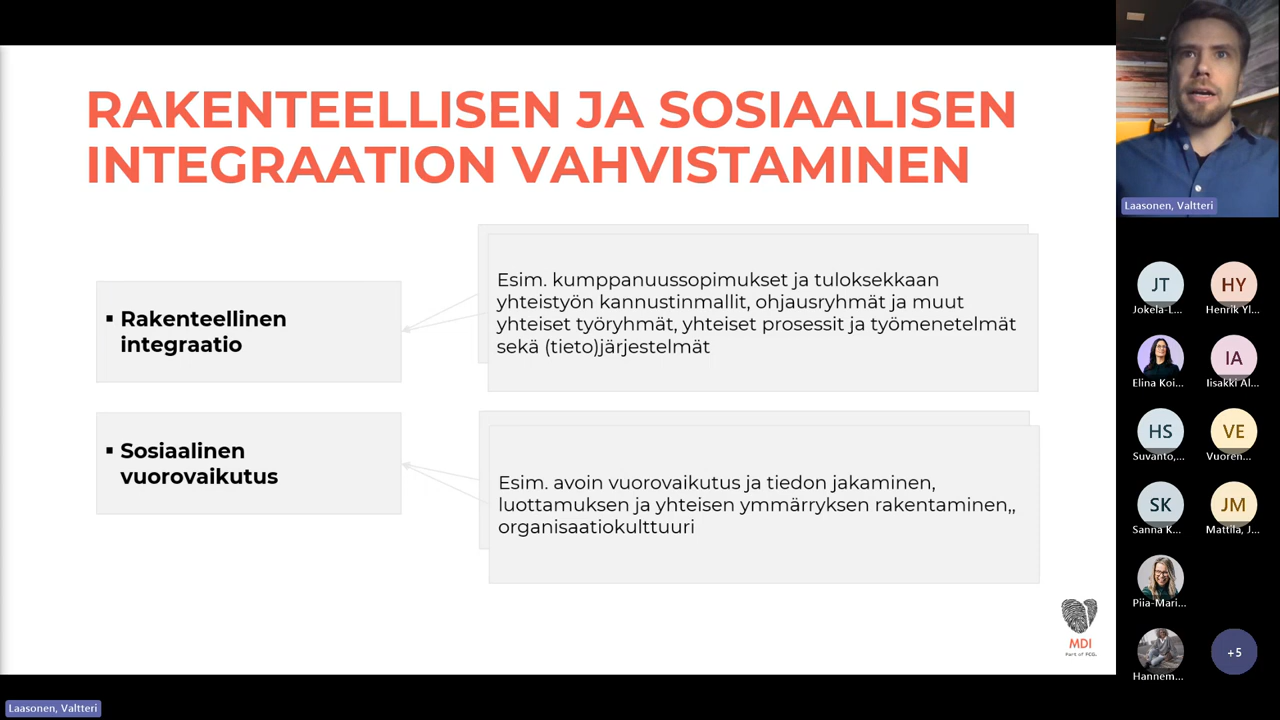 RAKENTEELLISEN JA SOSIAALISEN
INTEGRAATION VAHVISTAMINEN
▪ Rakenteellinen
integraatio
Esim. kumppanuussopimukset ja tuloksekkaan
yhteistyön kannustinmallit, ohjausryhmät ja muut
yhteiset työryhmät, yhteiset prosessit ja työmenetelmät
sekä (tieto)järjestelmät
▪ Sosiaalinen
vuorovaikutus
Esim. avoin vuorovaikutus ja tiedon jakaminen,
luottamuksen ja yhteisen ymmärryksen rakentaminen,,
organisaatiokulttuuri
MDI
Part of FCG.
Laasonen, Valtteri
JT
Jokela-L...
HY
Henrik Yl...
Elina Koi...
IA
Iisakki Al...
HS
Suvanto,...
VE
Vuoren...
SK
Sanna K...
JM
Mattila, J...
Piia-Mari...
Hannem...
+5
Laasonen, Valtteri